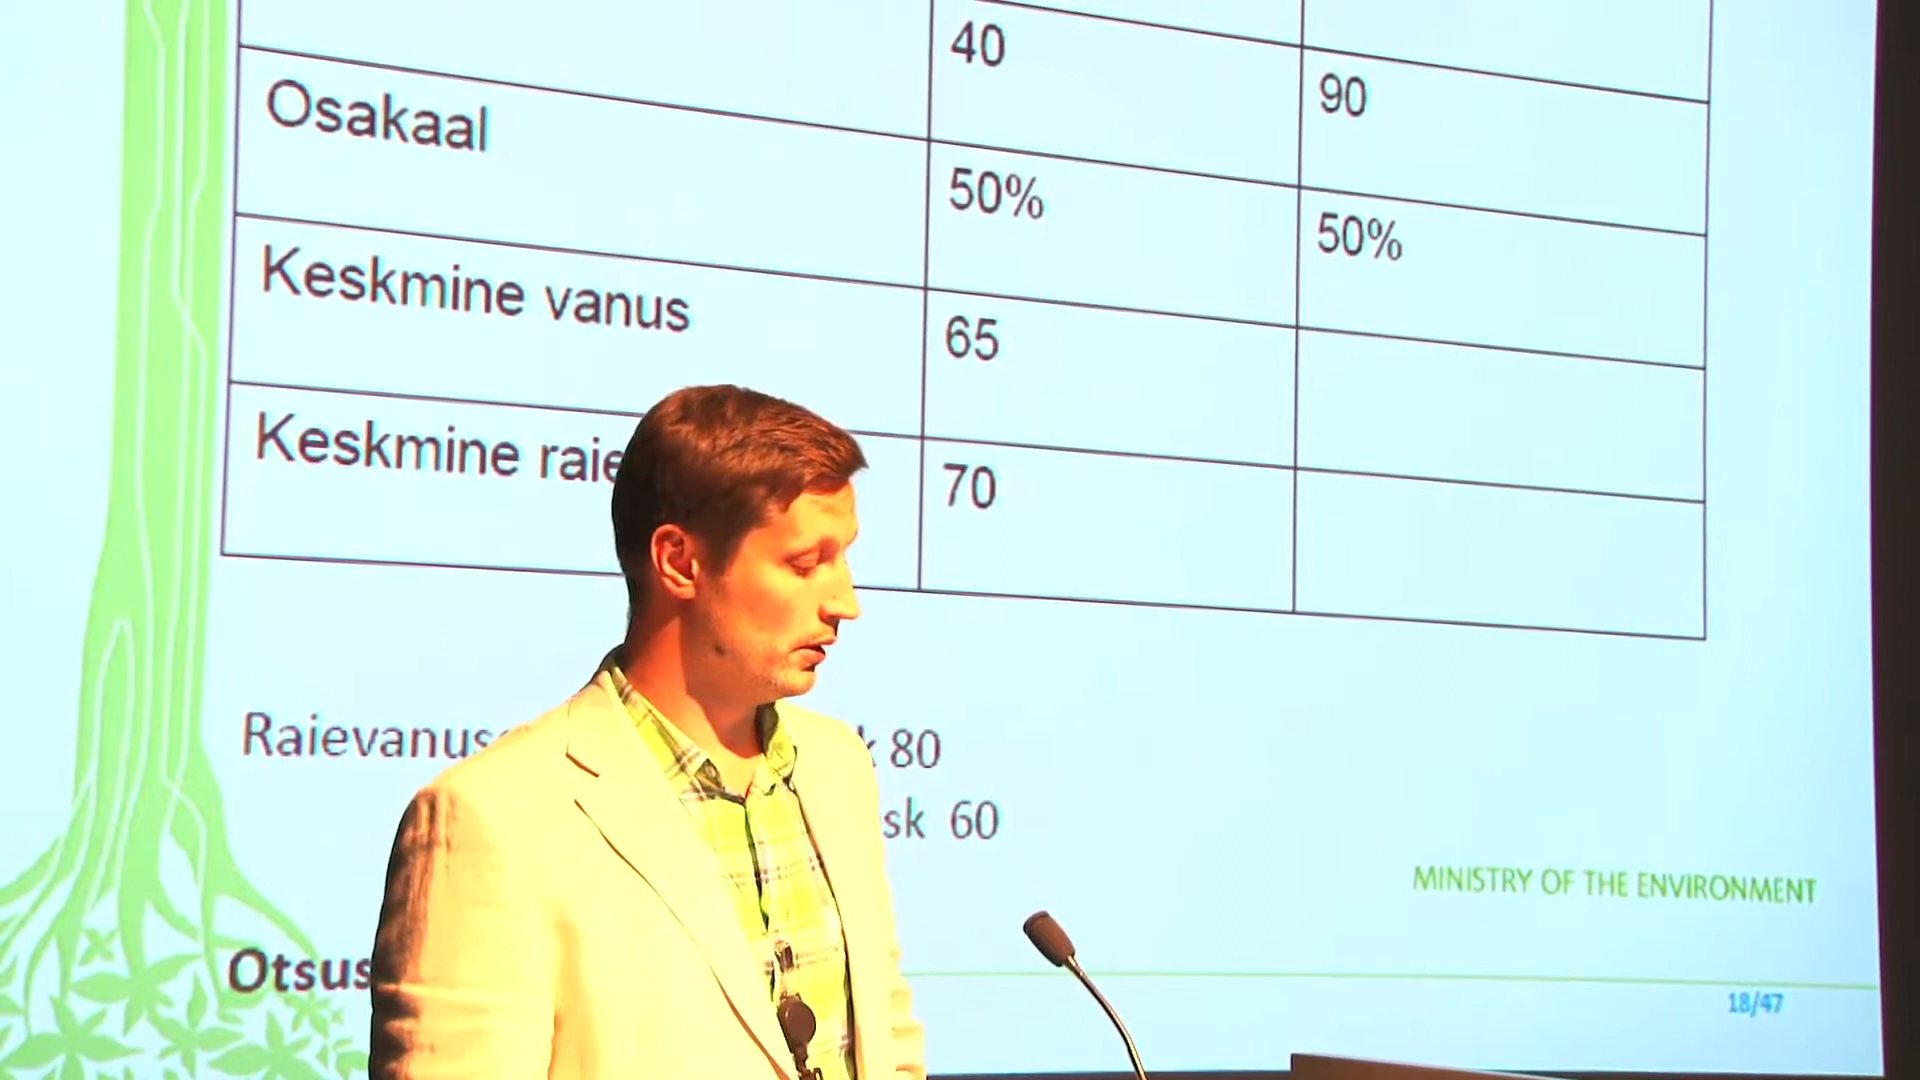 40 90
Osakaal 50% 50%
Keskmine vanus 65
Keskmine raie 70
Raievanus 80
sk 60
MINISTRY OF THE ENVIRONMENT
Otsus
18/47